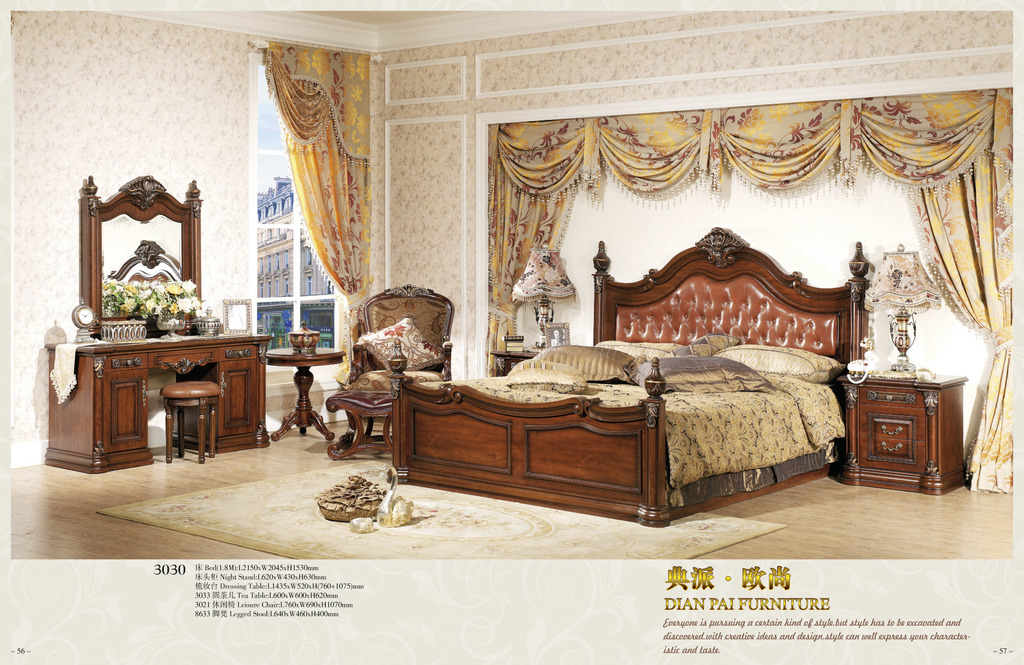 3030 床 Bed(1.8M):L2150xW2045xH1530mm
床头柜 Night Stand:L620xW430xH630mm
梳妆台 Dressing Table:L1435xW520xH(760+1075)mm
3033 圆茶几 Tea Table:L600xW600xH620mm
3021 休闲椅 Leisure Chair:L760xW690xH1070mm
8633 脚凳 Legged Stool:L640xW460xH400mm
典派·欧尚
DIAN PAI FURNITURE
Everyone is pursuing a certain kind of style.but style has to be excavated and
discovered.with creative ideas and design.style can well express your character-
istic and taste.
- 56 -
- 57 -